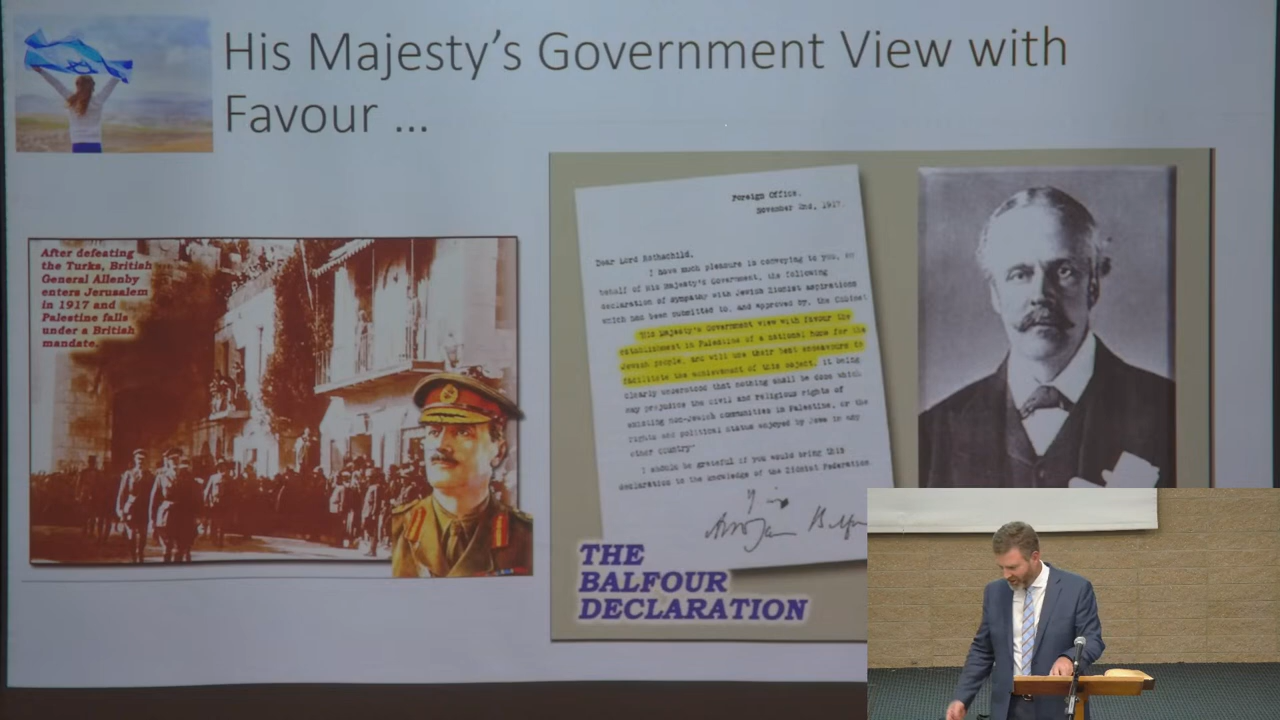 His Majesty's Government View with
Favour ...
After defeating
the Turks, British
General Allenby
enters Jerusalem
in 1917 and
Palestine falls
under a British
mandate.
Foreign Office.
November 2nd, 1917.
Dear Lord Rothschild,
I have much pleasure in conveying to you, on
behalf of His Majesty's Government, the following
declaration of sympathy with Jewish Zionist aspirations
which has been submitted to, and approved by, the Cabinet
"His Majesty's Government view with favour the
establishment in Palestine of a national home for the
Jewish people, and will use their best endeavours to
facilitate the achievement of this object, it being
clearly understood that nothing shall be done which
may prejudice the civil and religious rights of
existing non-Jewish communities in Palestine, or the
rights and political status enjoyed by Jews in any
other country"
I should be grateful if you would bring this
declaration to the knowledge of the Zionist Federation.
THE
BALFOUR
DECLARATION